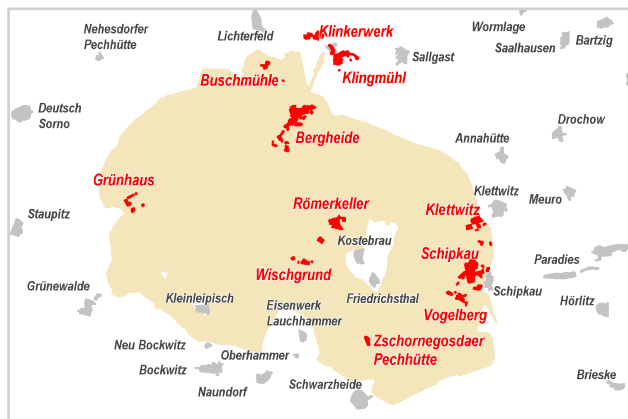 Nehesdorfer
Pechhütte
Lichterfeld
Klinkerwerk
Wormlage
Saalhausen
Bartzig
Sallgast
Buschmühle
Klingmühl
Deutsch
Sorno
Bergheide
Drochow
Annahütte
Grünhaus
Römerkeller
Klettwitz
Klettwitz
Meuro
Staupitz
Kostebrau
Schipkau
Paradies
Wischgrund
Grünewalde
Kleinleipisch
Friedrichsthal
Schipkau
Hörlitz
Eisenwerk
Lauchhammer
Vogelberg
Neu Bockwitz
Oberhammer
Zschornegosdaer
Pechhütte
Bockwitz
Naundorf
Schwarzheide
Brieske